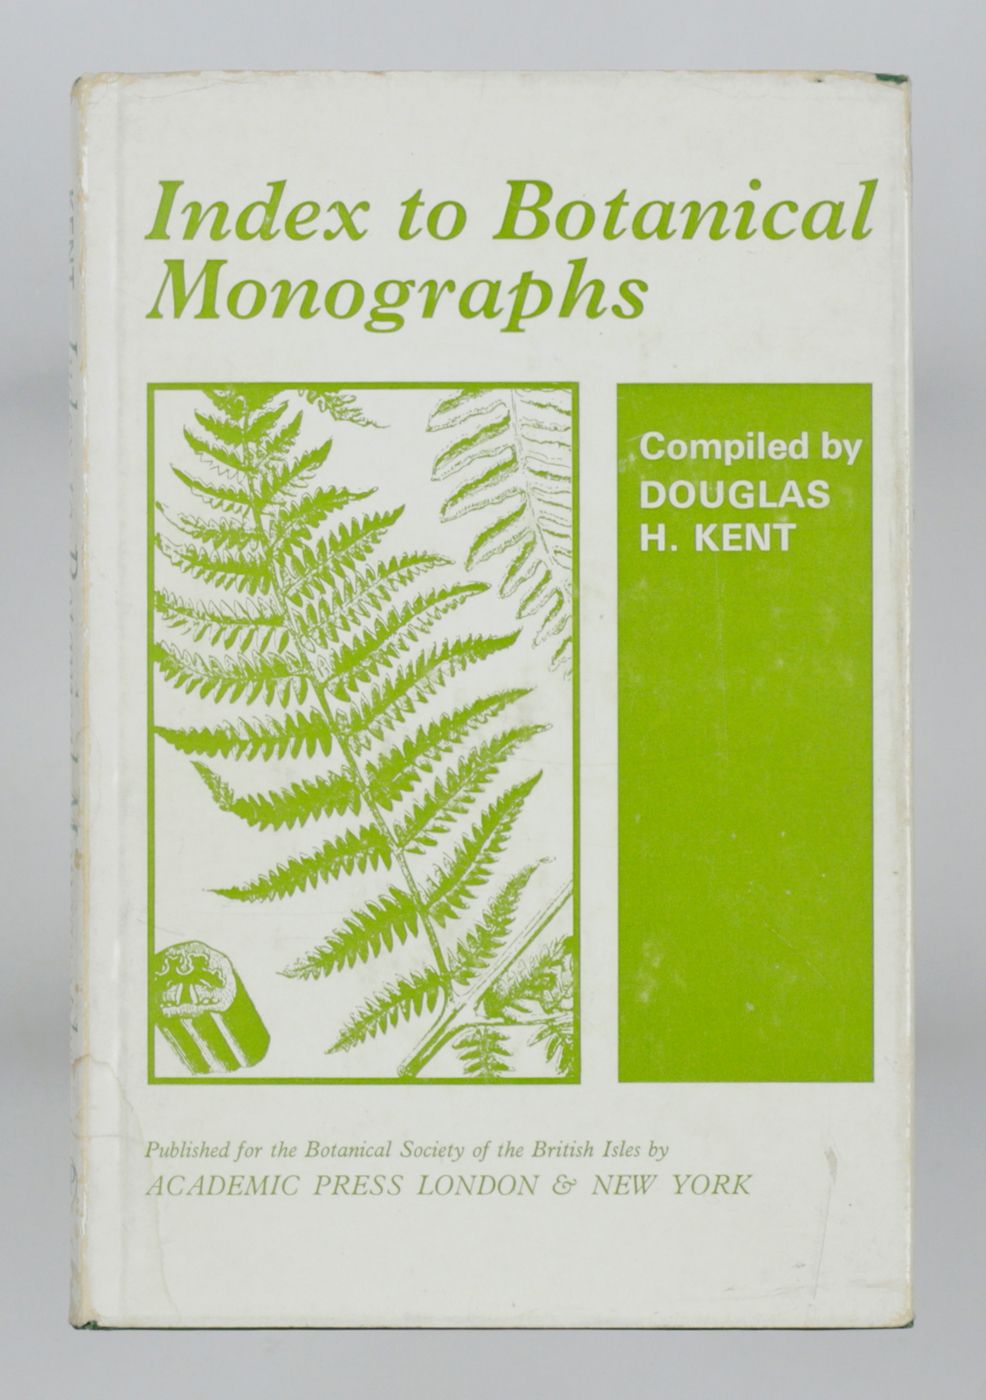 Index to Botanical
Monographs
Compiled by
DOUGLAS
H. KENT
Published for the Botanical Society of the British Isles by
ACADEMIC PRESS LONDON & NEW YORK